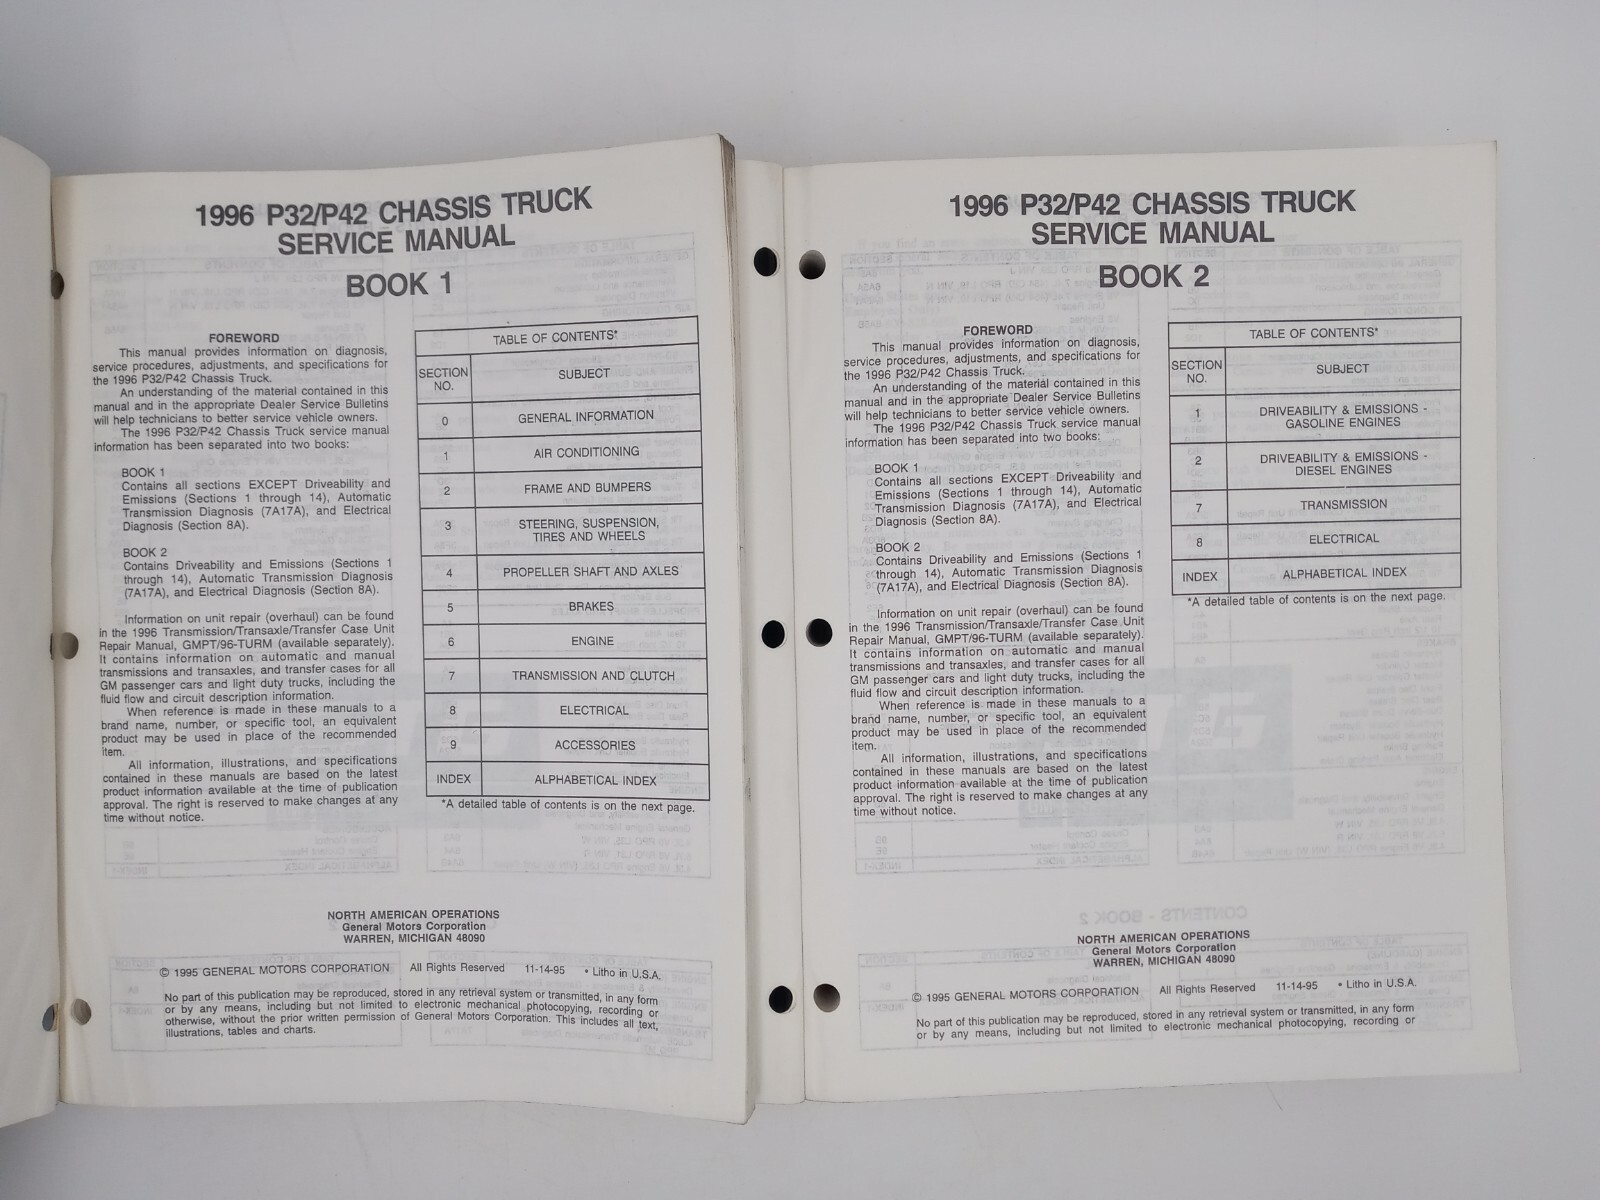 1996 P32/P42 CHASSIS TRUCK
SERVICE MANUAL
BOOK 1
FOREWORD
This manual provides information on diagnosis,
service procedures, adjustments, and specifications for
the 1996 P32/P42 Chassis Truck.
An understanding of the material contained in this
manual and in the appropriate Dealer Service Bulletins
will help technicians to better service vehicle owners.
The 1996 P32/P42 Chassis Truck service manual
information has been separated into two books:
BOOK 1
Contains all sections EXCEPT Driveability and
Emissions (Sections 1 through 14), Automatic
Transmission Diagnosis (7A17A), and Electrical
Diagnosis (Section 8A).
BOOK 2
Contains Driveability and Emissions (Sections 1
through 14), Automatic Transmission Diagnosis
(7A17A), and Electrical Diagnosis (Section 8A).
Information on unit repair (overhaul) can be found
in the 1996 Transmission/Transaxle/Transfer Case Unit
Repair Manual, GMPT/96-TURM (available separately).
It contains information on automatic and manual
transmissions and transaxles, and transfer cases for all
GM passenger cars and light duty trucks, including the
fluid flow and circuit description information.
When reference is made in these manuals to a
brand name, number, or specific tool, an equivalent
product may be used in place of the recommended
item.
All information, illustrations, and specifications
contained in these manuals are based on the latest
product information available at the time of publication
approval. The right is reserved to make changes at any
time without notice.
TABLE OF CONTENTS*
SECTION NO. SUBJECT
0 GENERAL INFORMATION
1 AIR CONDITIONING
2 FRAME AND BUMPERS
3 STEERING, SUSPENSION,
TIRES AND WHEELS
4 PROPELLER SHAFT AND AXLES
5 BRAKES
6 ENGINE
7 TRANSMISSION AND CLUTCH
8 ELECTRICAL
9 ACCESSORIES
INDEX ALPHABETICAL INDEX
*A detailed table of contents is on the next page.
NORTH AMERICAN OPERATIONS
General Motors Corporation
WARREN, MICHIGAN 48090
© 1995 GENERAL MOTORS CORPORATION All Rights Reserved 11-14-95 • Litho in U.S.A.
No part of this publication may be reproduced, stored in any retrieval system or transmitted, in any form
or by any means, including but not limited to electronic mechanical photocopying, recording or
otherwise, without the prior written permission of General Motors Corporation. This includes all text,
illustrations, tables and charts.
1996 P32/P42 CHASSIS TRUCK
SERVICE MANUAL
BOOK 2
FOREWORD
This manual provides information on diagnosis,
service procedures, adjustments, and specifications for
the 1996 P32/P42 Chassis Truck.
An understanding of the material contained in this
manual and in the appropriate Dealer Service Bulletins
will help technicians to better service vehicle owners.
The 1996 P32/P42 Chassis Truck service manual
information has been separated into two books:
BOOK 1
Contains all sections EXCEPT Driveability and
Emissions (Sections 1 through 14), Automatic
Transmission Diagnosis (7A17A), and Electrical
Diagnosis (Section 8A).
BOOK 2
Contains Driveability and Emissions (Sections 1
through 14), Automatic Transmission Diagnosis
(7A17A), and Electrical Diagnosis (Section 8A).
Information on unit repair (overhaul) can be found
in the 1996 Transmission/Transaxle/Transfer Case Unit
Repair Manual, GMPT/96-TURM (available separately).
It contains information on automatic and manual
transmissions and transaxles, and transfer cases for all
GM passenger cars and light duty trucks, including the
fluid flow and circuit description information.
When reference is made in these manuals to a
brand name, number, or specific tool, an equivalent
product may be used in place of the recommended
item.
All information, illustrations, and specifications
contained in these manuals are based on the latest
product information available at the time of publication
approval. The right is reserved to make changes at any
time without notice.
TABLE OF CONTENTS*
SECTION NO. SUBJECT
1 DRIVEABILITY & EMISSIONS -
GASOLINE ENGINES
2 DRIVEABILITY & EMISSIONS -
DIESEL ENGINES
7 TRANSMISSION
8 ELECTRICAL
INDEX ALPHABETICAL INDEX
*A detailed table of contents is on the next page.
NORTH AMERICAN OPERATIONS
General Motors Corporation
WARREN, MICHIGAN 48090
© 1995 GENERAL MOTORS CORPORATION All Rights Reserved 11-14-95 • Litho in U.S.A.
No part of this publication may be reproduced, stored in any retrieval system or transmitted, in any form
or by any means, including but not limited to electronic mechanical photocopying, recording or